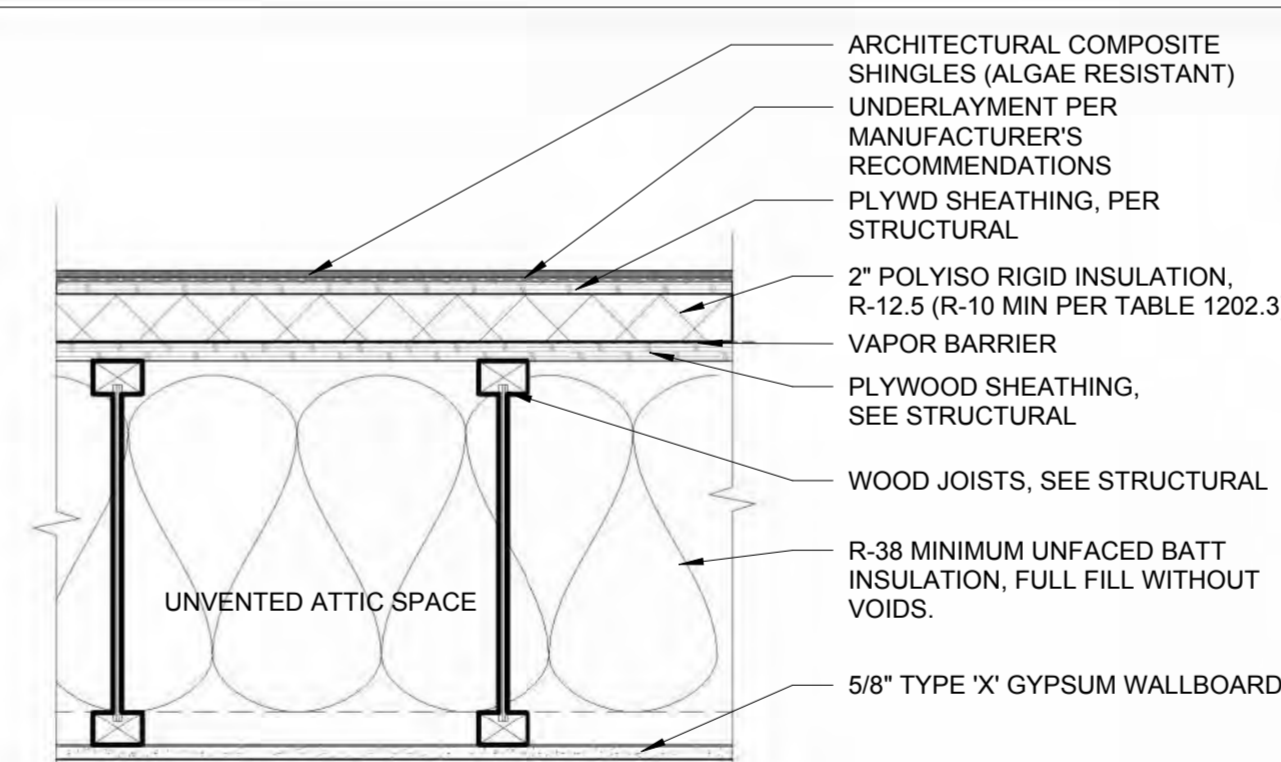 ARCHITECTURAL COMPOSITE
SHINGLES (ALGAE RESISTANT)
UNDERLAYMENT PER
MANUFACTURER'S
RECOMMENDATIONS
PLYWD SHEATHING, PER
STRUCTURAL
2" POLYISO RIGID INSULATION,
R-12.5 (R-10 MIN PER TABLE 1202.3
VAPOR BARRIER
PLYWOOD SHEATHING,
SEE STRUCTURAL
WOOD JOISTS, SEE STRUCTURAL
R-38 MINIMUM UNFACED BATT
INSULATION, FULL FILL WITHOUT
VOIDS.
UNVENTED ATTIC SPACE
5/8" TYPE 'X' GYPSUM WALLBOARD